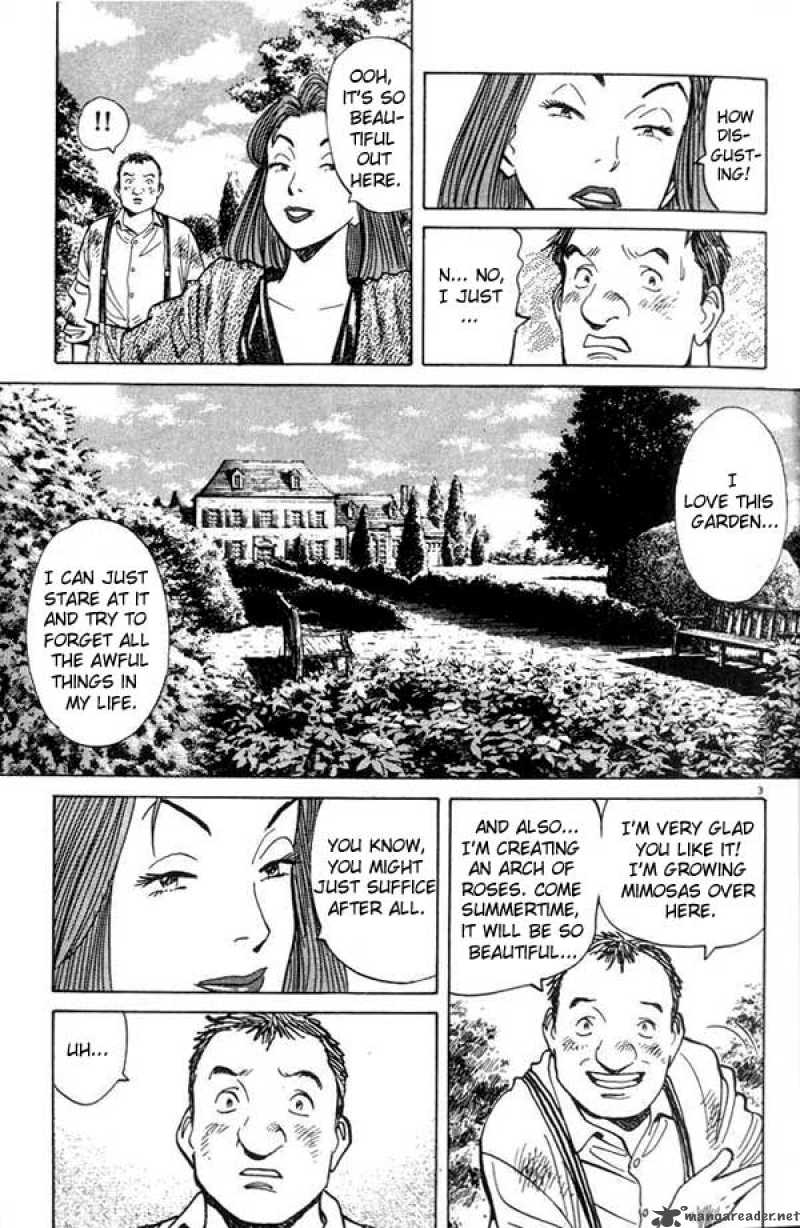 HOW
DIS-
GUST-
ING!
N... NO,
I JUST
...
OOH,
IT'S SO
BEAU-
TIFUL
OUT
HERE.
!!
I
LOVE THIS
GARDEN...
I CAN JUST
STARE AT IT
AND TRY TO
FORGET ALL
THE AWFUL
THINGS IN
MY LIFE.
3
I'M VERY GLAD
YOU LIKE IT!
I'M GROWING
MIMOSAS OVER
HERE.
AND ALSO...
I'M CREATING
AN ARCH OF
ROSES. COME
SUMMERTIME,
IT WILL BE SO
BEAUTIFUL...
YOU KNOW,
YOU MIGHT
JUST SUFFICE
AFTER ALL.
UH...
mangareader.net